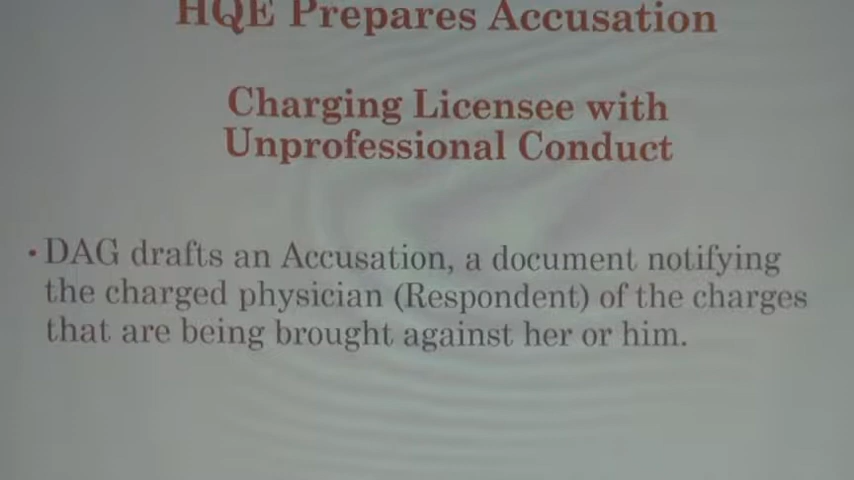 HQE Prepares Accusation
Charging Licensee with
Unprofessional Conduct
• DAG drafts an Accusation, a document notifying
the charged physician (Respondent) of the charges
that are being brought against her or him.